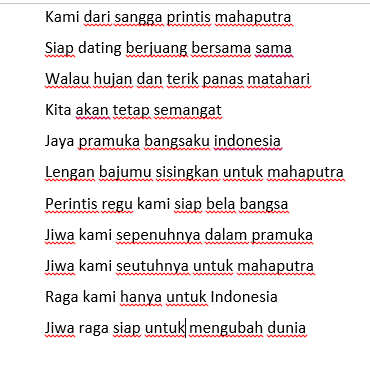 Kami dari sangga printis mahaputra
Siap dating berjuang bersama sama
Walau hujan dan terik panas matahari
Kita akan tetap semangat
Jaya pramuka bangsaku indonesia
Lengan bajumu sisingkan untuk mahaputra
Perintis regu kami siap bela bangsa
Jiwa kami sepenuhnya dalam pramuka
Jiwa kami seutuhnya untuk mahaputra
Raga kami hanya untuk Indonesia
Jiwa raga siap untuk mengubah dunia